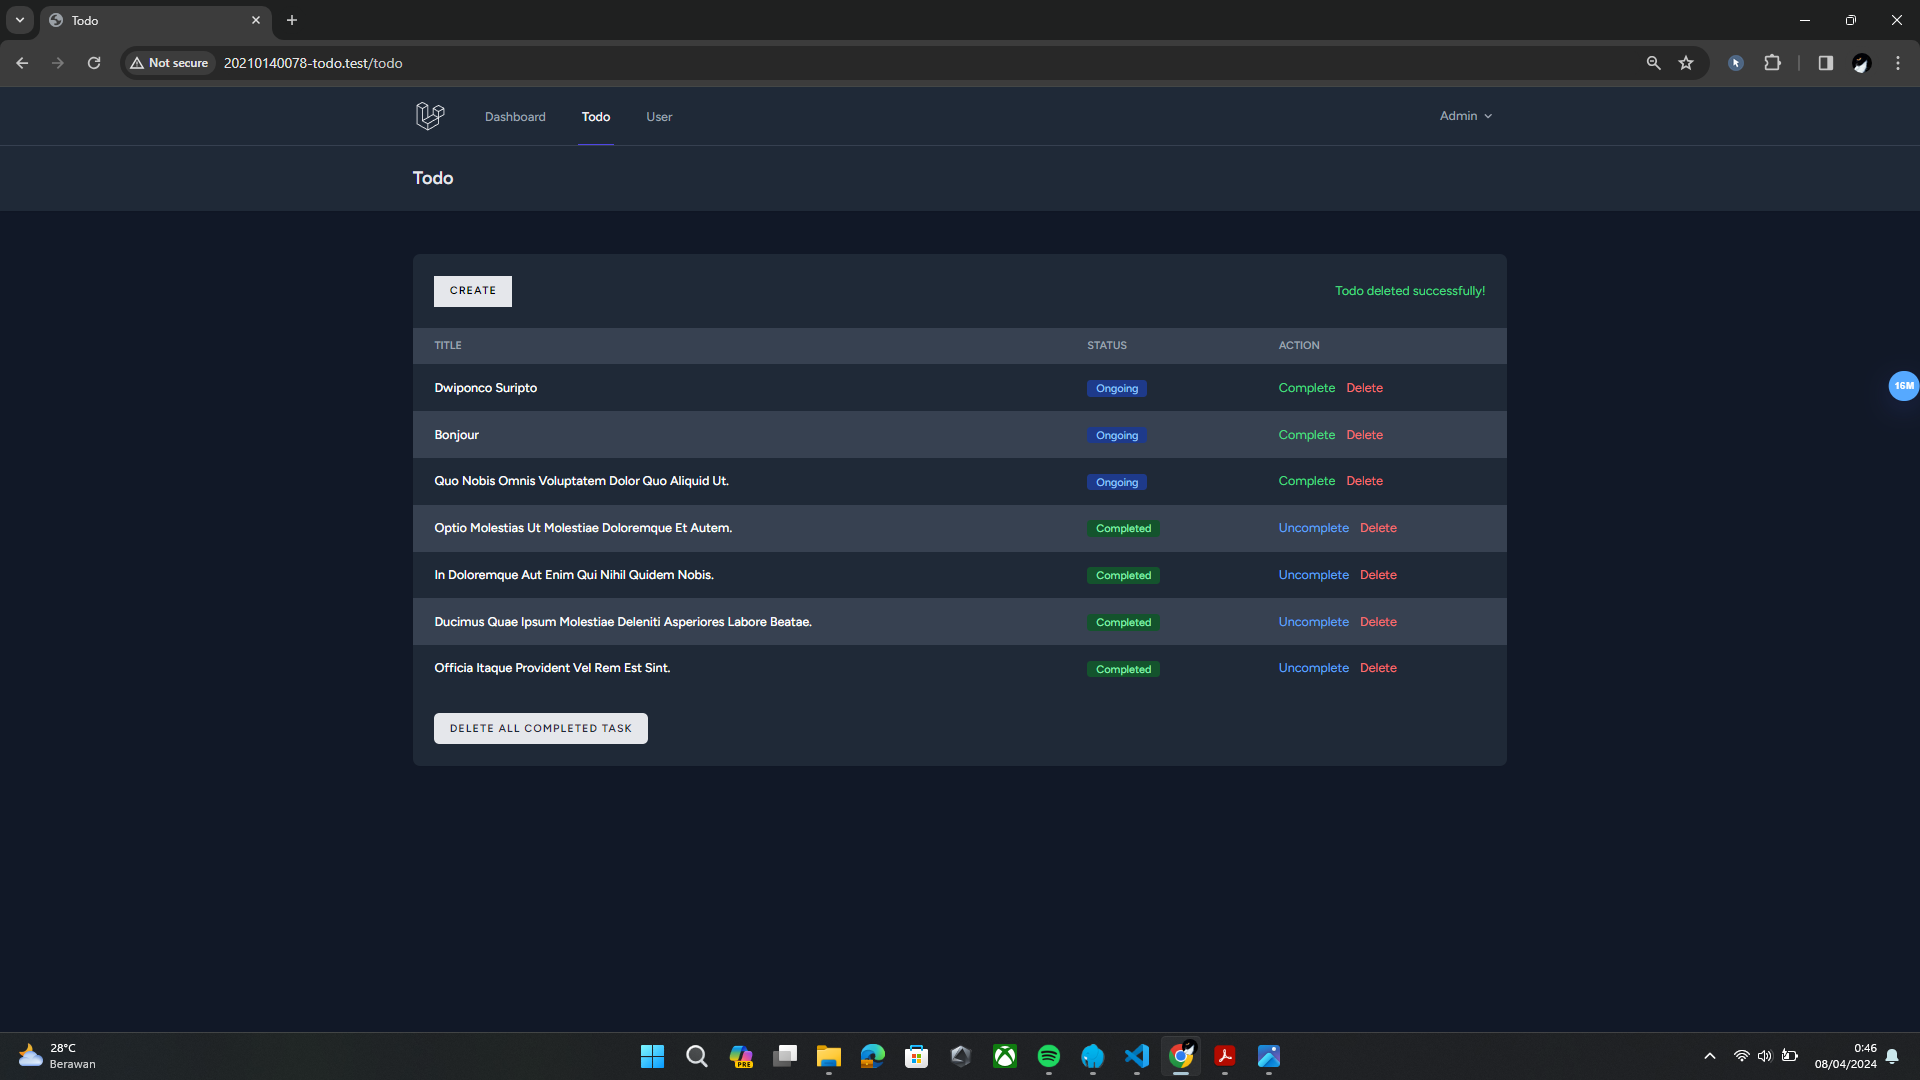 Todo
Not secure 20210140078-todo.test/todo
Dashboard Todo User Admin
Todo
CREATE Todo deleted successfully!
TITLE STATUS ACTION
Dwiponco Suripto Ongoing Complete Delete
Bonjour Ongoing Complete Delete
Quo Nobis Omnis Voluptatem Dolor Quo Aliquid Ut. Ongoing Complete Delete
Optio Molestias Ut Molestiae Doloremque Et Autem. Completed Uncomplete Delete
In Doloremque Aut Enim Qui Nihil Quidem Nobis. Completed Uncomplete Delete
Ducimus Quae Ipsum Molestiae Deleniti Asperiores Labore Beatae. Completed Uncomplete Delete
Officia Itaque Provident Vel Rem Est Sint. Completed Uncomplete Delete
DELETE ALL COMPLETED TASK
16M
28°C
Berawan
PRE
0:46
08/04/2024